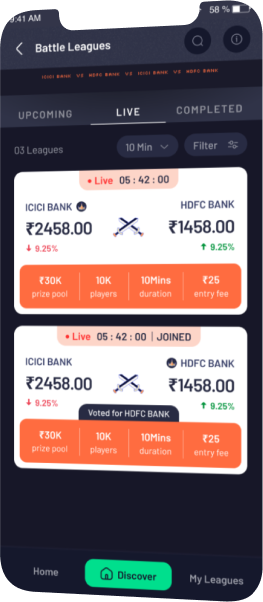 9:41 AM 58 %
Battle Leagues
ICICI BANK VS HDFC BANK VS ICICI BANK VS HDFC BANK
UPCOMING LIVE COMPLETED
03 Leagues 10 Min Filter
Live 05 : 42 : 00
ICICI BANK HDFC BANK
₹2458.00 ₹1458.00
↓ 9.25% ↑ 9.25%
₹30K 10K 10Mins ₹25
prize pool players duration entry fee
Live 05 : 42 : 00 | JOINED
ICICI BANK HDFC BANK
₹2458.00 ₹1458.00
↓ 9.25% ↑ 9.25%
Voted for HDFC BANK
₹30K 10K 10Mins ₹25
prize pool players duration entry fee
Home Discover My Leagues